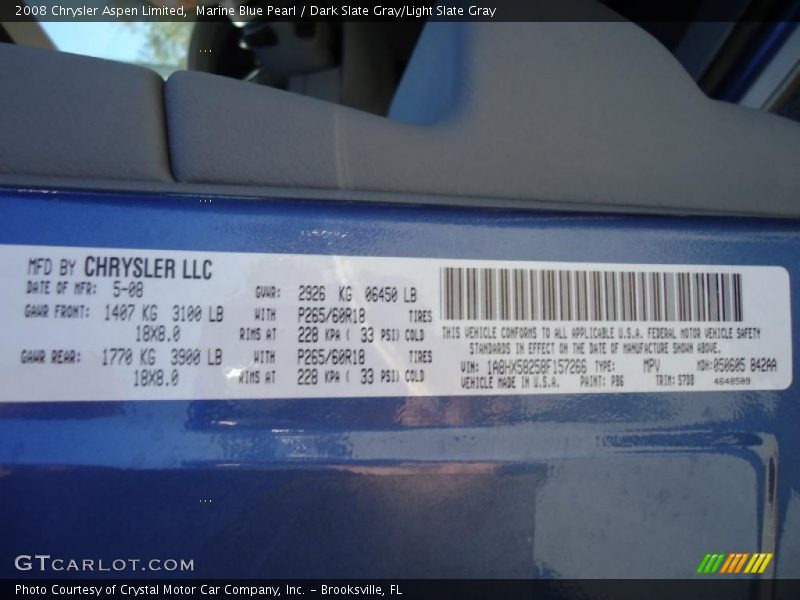 2008 Chrysler Aspen Limited,  Marine Blue Pearl / Dark Slate Gray/Light Slate Gray
MFD BY CHRYSLER LLC
DATE OF MFR: 5-08
GVWR: 2926 KG 06450 LB
GAWR FRONT: 1407 KG 3100 LB WITH P265/60R18 TIRES
18X8.0 RIMS AT 228 KPA ( 33 PSI) COLD
GAWR REAR: 1770 KG 3900 LB WITH P265/60R18 TIRES
18X8.0 RIMS AT 228 KPA ( 33 PSI) COLD
THIS VEHICLE CONFORMS TO ALL APPLICABLE U.S.A. FEDERAL MOTOR VEHICLE SAFETY
STANDARDS IN EFFECT ON THE DATE OF MANUFACTURE SHOWN ABOVE.
VIN: 1A8HX58258F157266 TYPE: MPV MDH: 050605 842AA
VEHICLE MADE IN U.S.A. PAINT: PB6 TRIM: S7DB 4648509
GTCARLOT.COM
Photo Courtesy of Crystal Motor Car Company, Inc. – Brooksville, FL